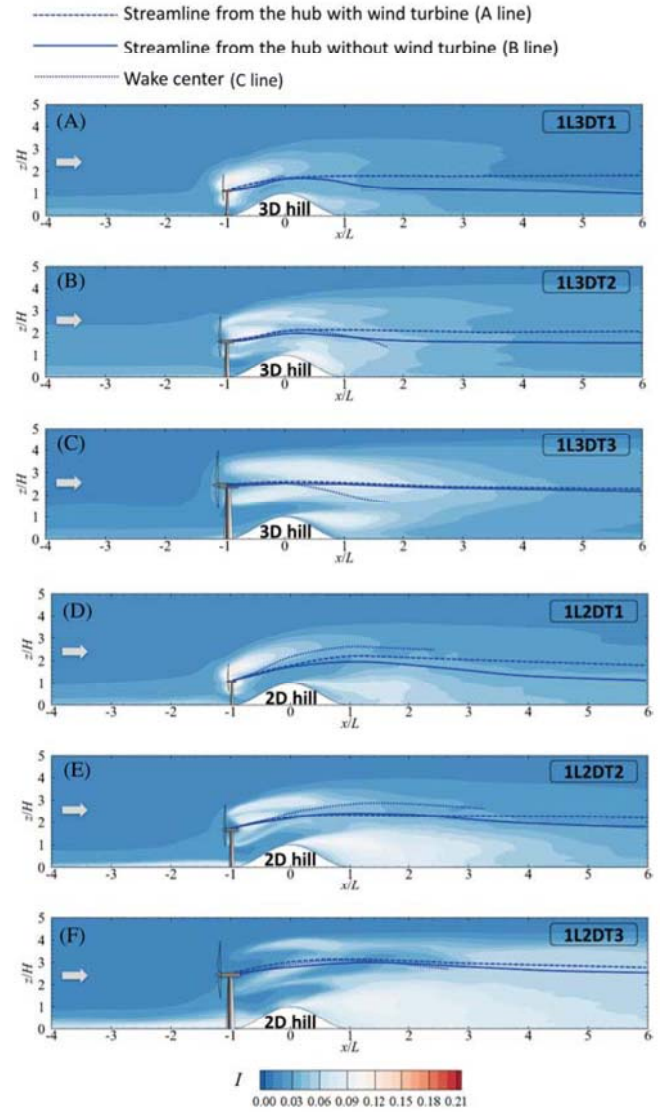 Streamline from the hub with wind turbine (A line)
Streamline from the hub without wind turbine (B line)
Wake center (C line)
(A) 1L3DT1
5
4
3
2
1
0
z/H
3D hill
-4 -3 -2 -1 0 1 2 3 4 5 6
x/L
(B) 1L3DT2
5
4
3
2
1
0
z/H
3D hill
-4 -3 -2 -1 0 1 2 3 4 5 6
x/L
(C) 1L3DT3
5
4
3
2
1
0
z/H
3D hill
-4 -3 -2 -1 0 1 2 3 4 5 6
x/L
(D) 1L2DT1
5
4
3
2
1
0
z/H
2D hill
-4 -3 -2 -1 0 1 2 3 4 5 6
x/L
(E) 1L2DT2
5
4
3
2
1
0
z/H
2D hill
-4 -3 -2 -1 0 1 2 3 4 5 6
x/L
(F) 1L2DT3
5
4
3
2
1
0
z/H
2D hill
-4 -3 -2 -1 0 1 2 3 4 5 6
x/L
I
0.00 0.03 0.06 0.09 0.12 0.15 0.18 0.21